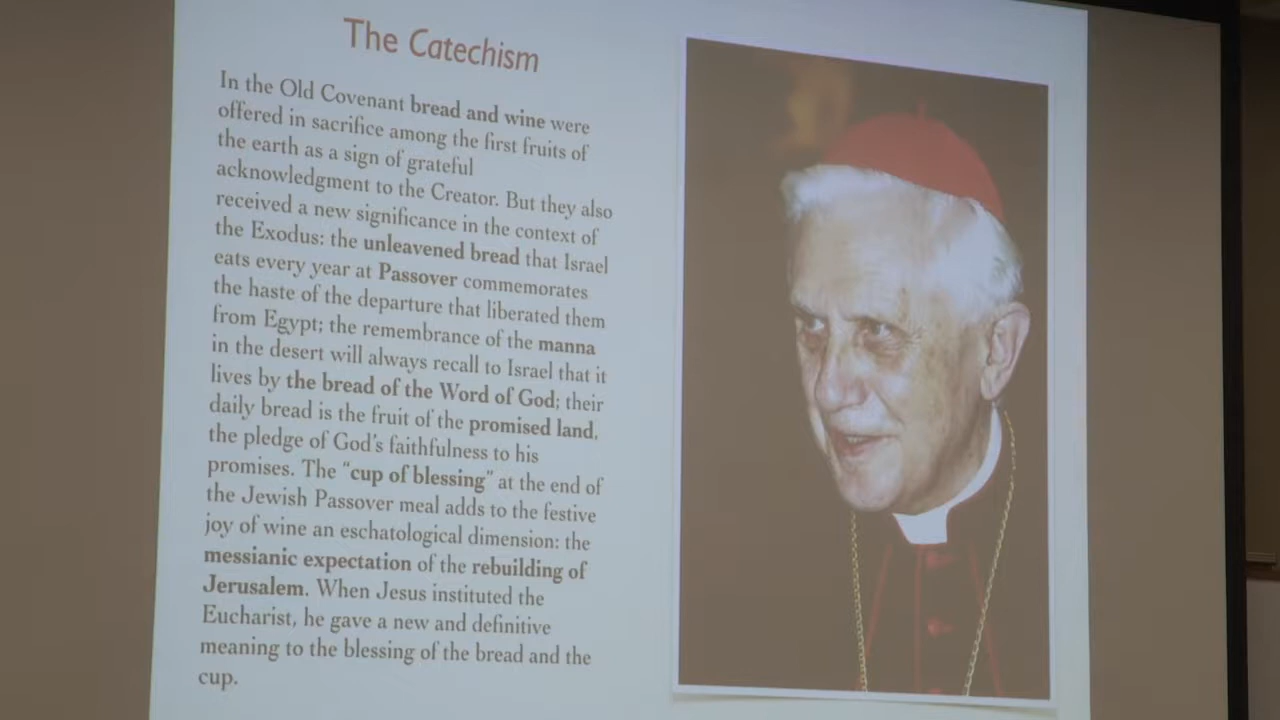 The Catechism
In the Old Covenant bread and wine were
offered in sacrifice among the first fruits of
the earth as a sign of grateful
acknowledgment to the Creator. But they also
received a new significance in the context of
the Exodus: the unleavened bread that Israel
eats every year at Passover commemorates
the haste of the departure that liberated them
from Egypt; the remembrance of the manna
in the desert will always recall to Israel that it
lives by the bread of the Word of God; their
daily bread is the fruit of the promised land,
the pledge of God's faithfulness to his
promises. The "cup of blessing" at the end of
the Jewish Passover meal adds to the festive
joy of wine an eschatological dimension: the
messianic expectation of the rebuilding of
Jerusalem. When Jesus instituted the
Eucharist, he gave a new and definitive
meaning to the blessing of the bread and the
cup.